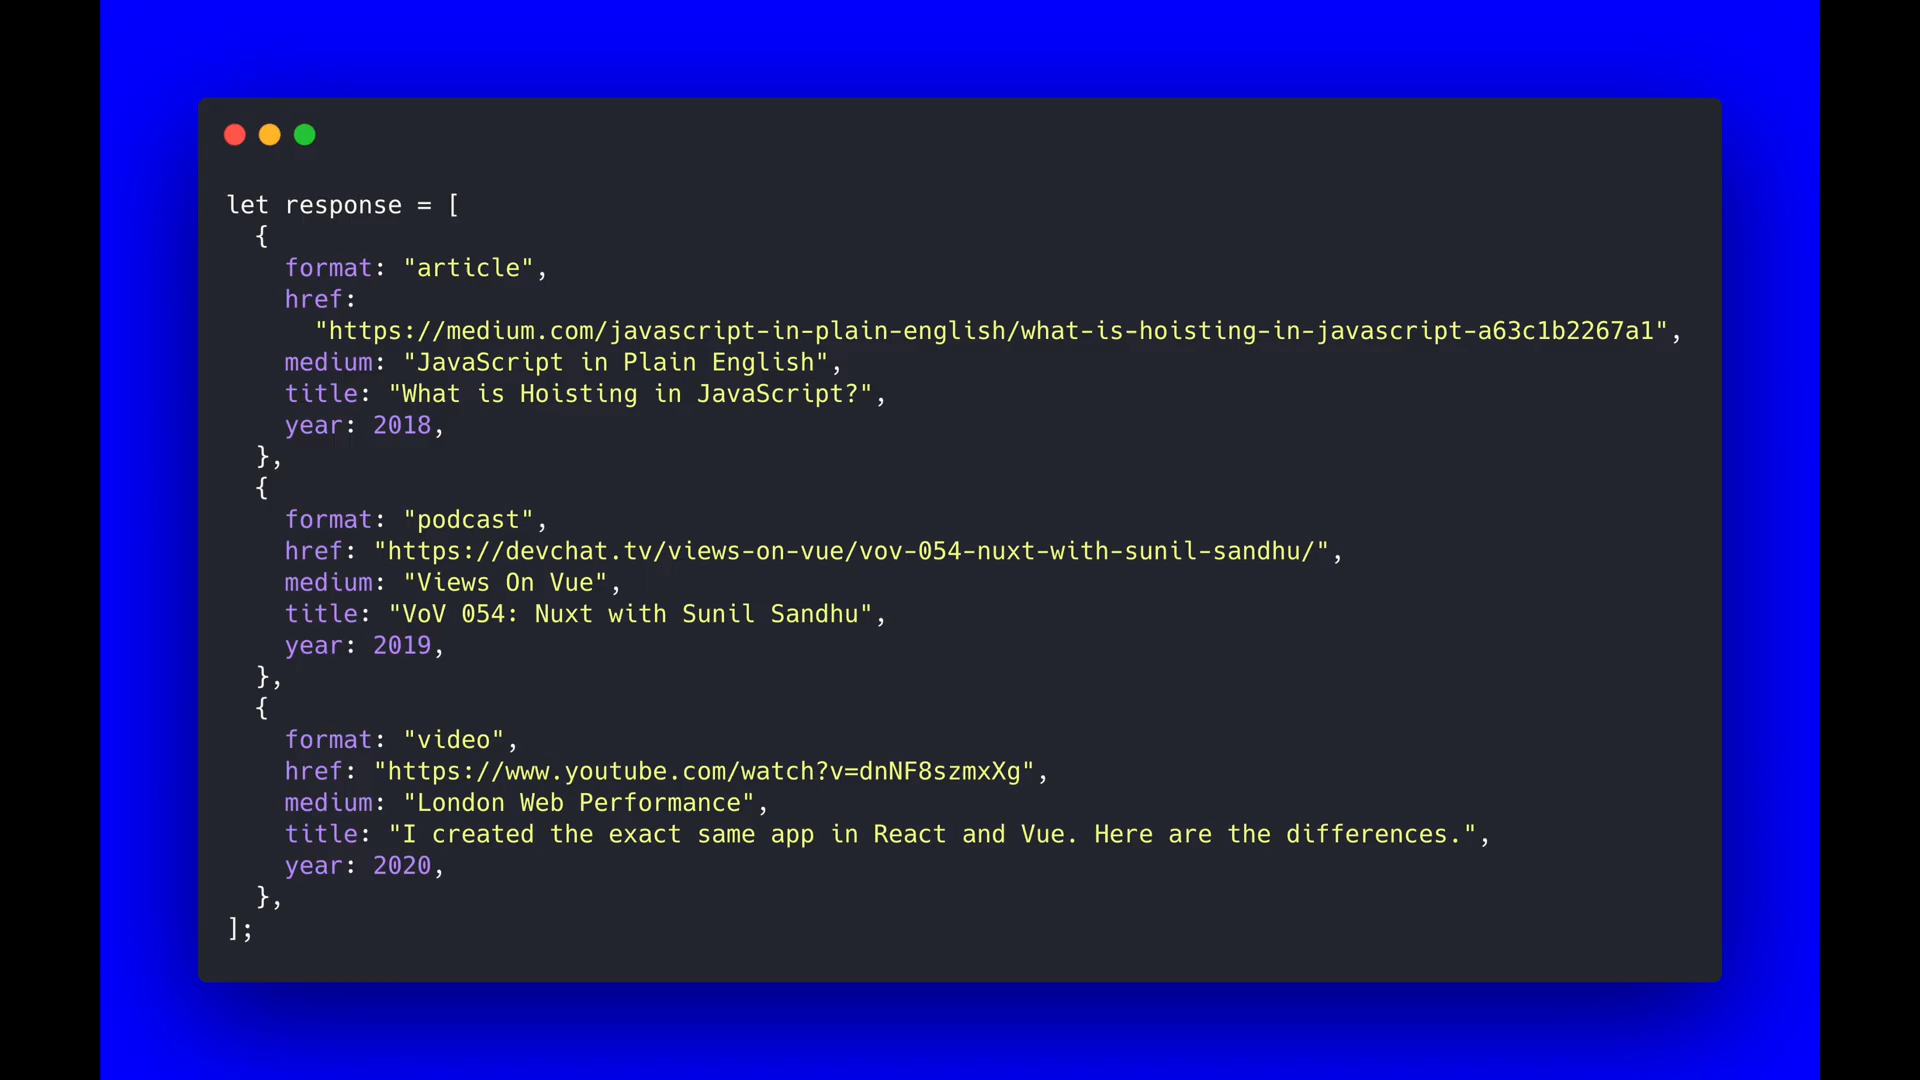 let response = [
  {
    format: "article",
    href:
      "https://medium.com/javascript-in-plain-english/what-is-hoisting-in-javascript-a63c1b2267a1",
    medium: "JavaScript in Plain English",
    title: "What is Hoisting in JavaScript?",
    year: 2018,
  },
  {
    format: "podcast",
    href: "https://devchat.tv/views-on-vue/vov-054-nuxt-with-sunil-sandhu/",
    medium: "Views On Vue",
    title: "VoV 054: Nuxt with Sunil Sandhu",
    year: 2019,
  },
  {
    format: "video",
    href: "https://www.youtube.com/watch?v=dnNF8szmxXg",
    medium: "London Web Performance",
    title: "I created the exact same app in React and Vue. Here are the differences.",
    year: 2020,
  },
];